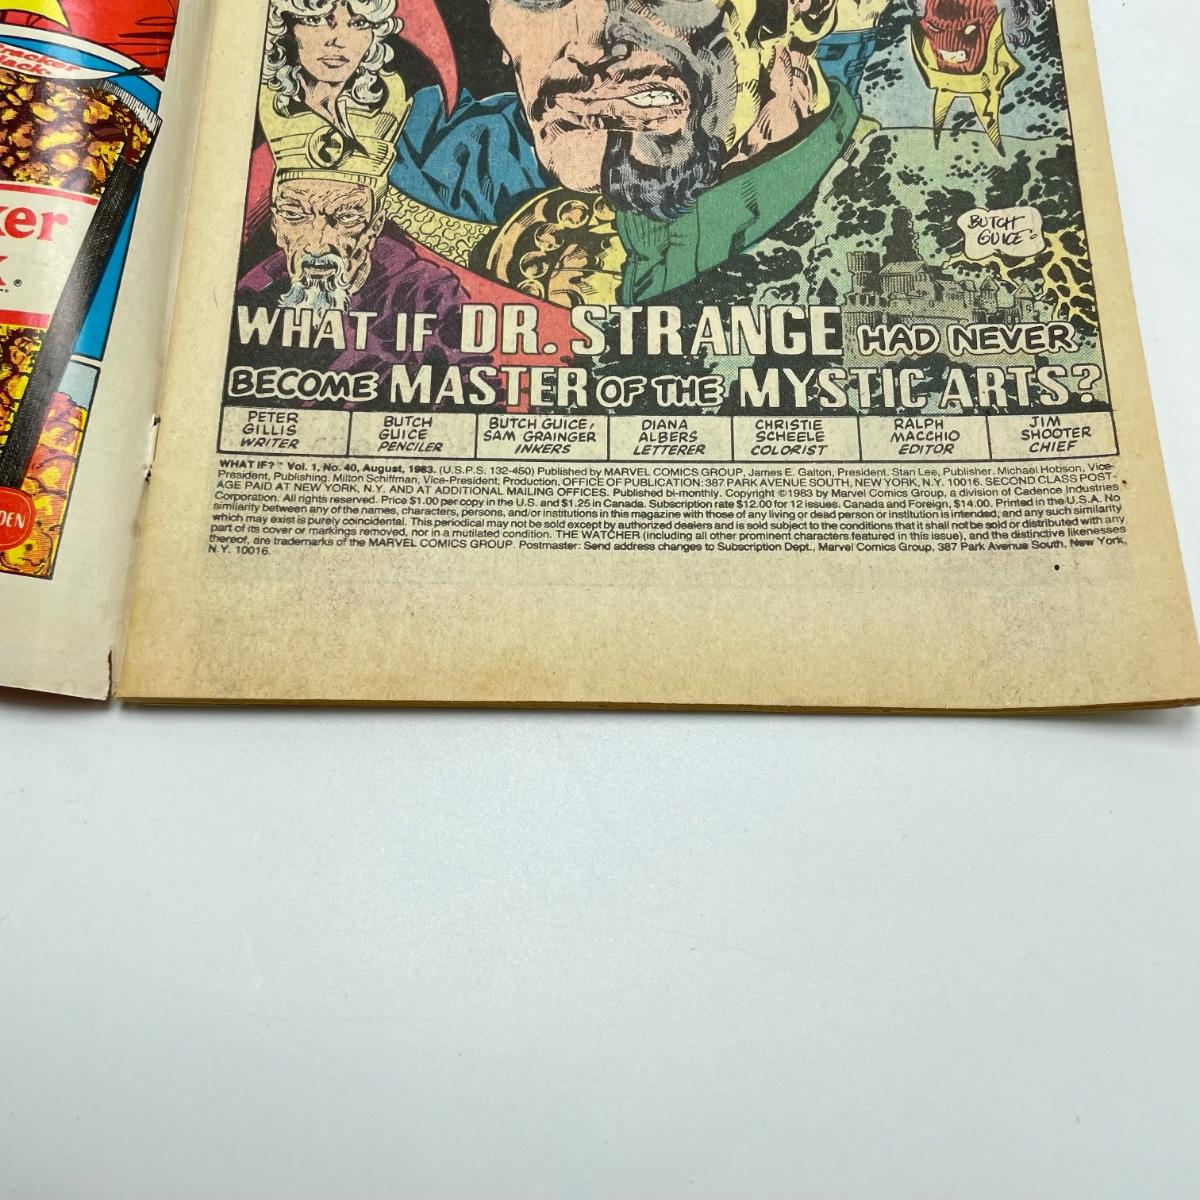 Cracker
Jack
ker
K®
DEN
BUTCH
GUICE
WHAT IF DR. STRANGE HAD NEVER
BECOME MASTER OF THE MYSTIC ARTS?
PETER
GILLIS
WRITER
BUTCH
GUICE
PENCILER
BUTCH GUICE,
SAM GRAINGER
INKERS
DIANA
ALBERS
LETTERER
CHRISTIE
SCHEELE
COLORIST
RALPH
MACCHIO
EDITOR
JIM
SHOOTER
CHIEF
WHAT IF?™ Vol. 1, No. 40, August, 1983. (U.S.P.S. 132-450) Published by MARVEL COMICS GROUP, James E. Galton, President. Stan Lee, Publisher. Michael Hobson, Vice-
President, Publishing. Milton Schiffman, Vice-President, Production. OFFICE OF PUBLICATION: 387 PARK AVENUE SOUTH, NEW YORK, N.Y. 10016. SECOND CLASS POST-
AGE PAID AT NEW YORK, N.Y. AND AT ADDITIONAL MAILING OFFICES. Published bi-monthly. Copyright ©1983 by Marvel Comics Group, a division of Cadence Industries
Corporation. All rights reserved. Price $1.00 per copy in the U.S. and $1.25 in Canada. Subscription rate $12.00 for 12 issues. Canada and Foreign, $14.00. Printed in the U.S.A. No
similarity between any of the names, characters, persons, and/or institutions in this magazine with those of any living or dead person or institution is intended, and any such similarity
which may exist is purely coincidental. This periodical may not be sold except by authorized dealers and is sold subject to the conditions that it shall not be sold or distributed with any
part of its cover or markings removed, nor in a mutilated condition. THE WATCHER (including all other prominent characters featured in this issue), and the distinctive likenesses
thereof, are trademarks of the MARVEL COMICS GROUP. Postmaster: Send address changes to Subscription Dept., Marvel Comics Group, 387 Park Avenue South, New York,
N.Y. 10016.